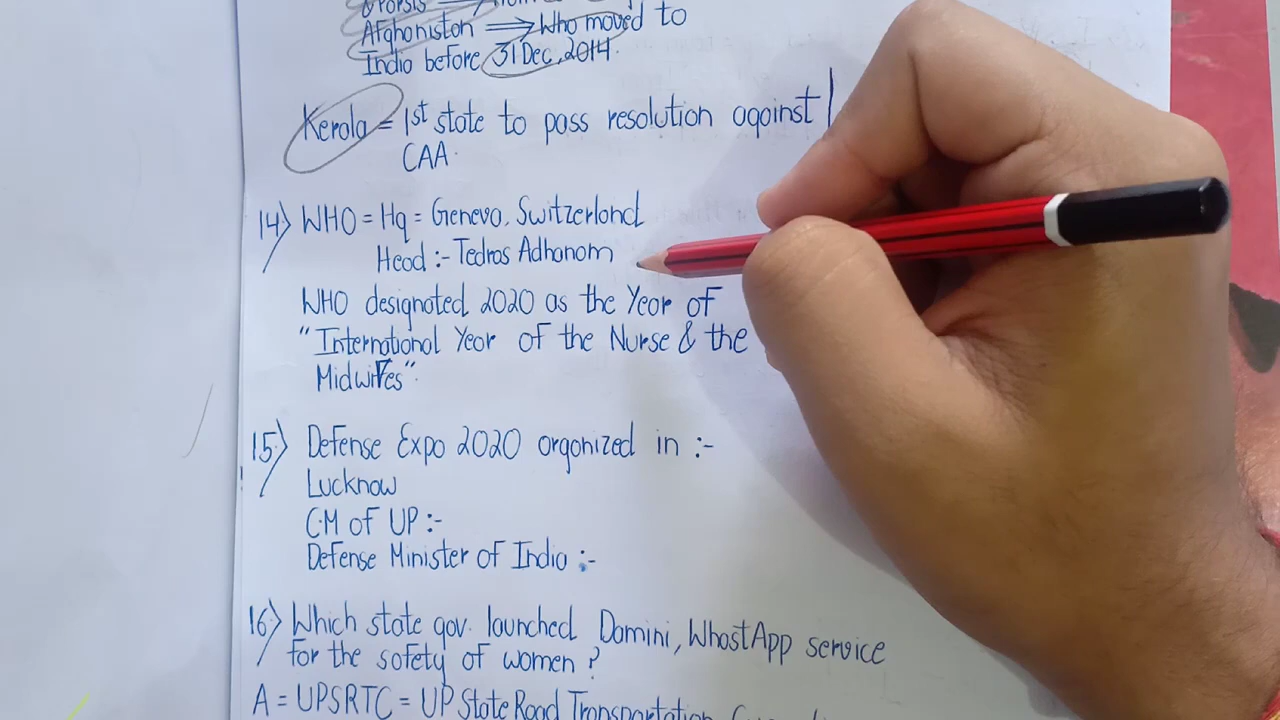 Afghanistan ⟹ Who moved to
India before 31 Dec, 2014.
Kerala = 1st state to pass resolution against
CAA.
14) WHO = Hq = Geneva, Switzerland
Head :- Tedros Adhanom
WHO designated 2020 as the Year of
"International Year of the Nurse & the
Midwives".
15) Defense Expo 2020 organized in :-
Lucknow
C.M of UP :-
Defense Minister of India :-
16) Which state gov. launched Damini, WhastApp service
for the safety of women ?
A = UPSRTC = UP State Road Transportation